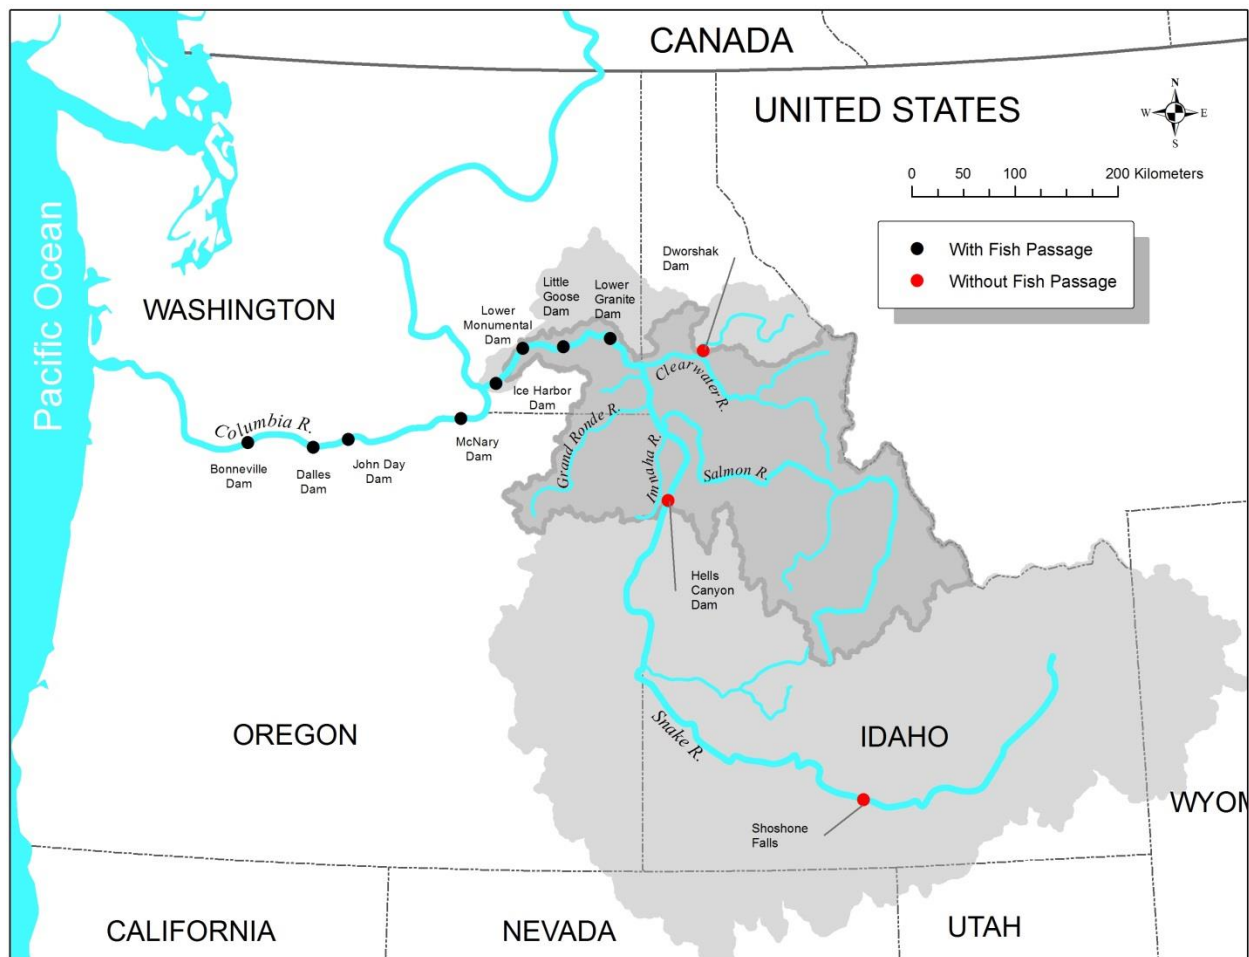 CANADA
UNITED STATES
N
W
E
S
0 50 100 200 Kilometers
With Fish Passage
Without Fish Passage
Pacific Ocean
WASHINGTON
Dworshak
Dam
Little
Goose
Dam
Lower
Granite
Dam
Lower
Monumental
Dam
Ice Harbor
Dam
Clearwater R.
Columbia R.
Grand Ronde R.
Imnaha R.
Salmon R.
Bonneville
Dam
Dalles
Dam
John Day
Dam
McNary
Dam
Hells
Canyon
Dam
OREGON
Snake R.
IDAHO
WYOM
Shoshone
Falls
CALIFORNIA
NEVADA
UTAH